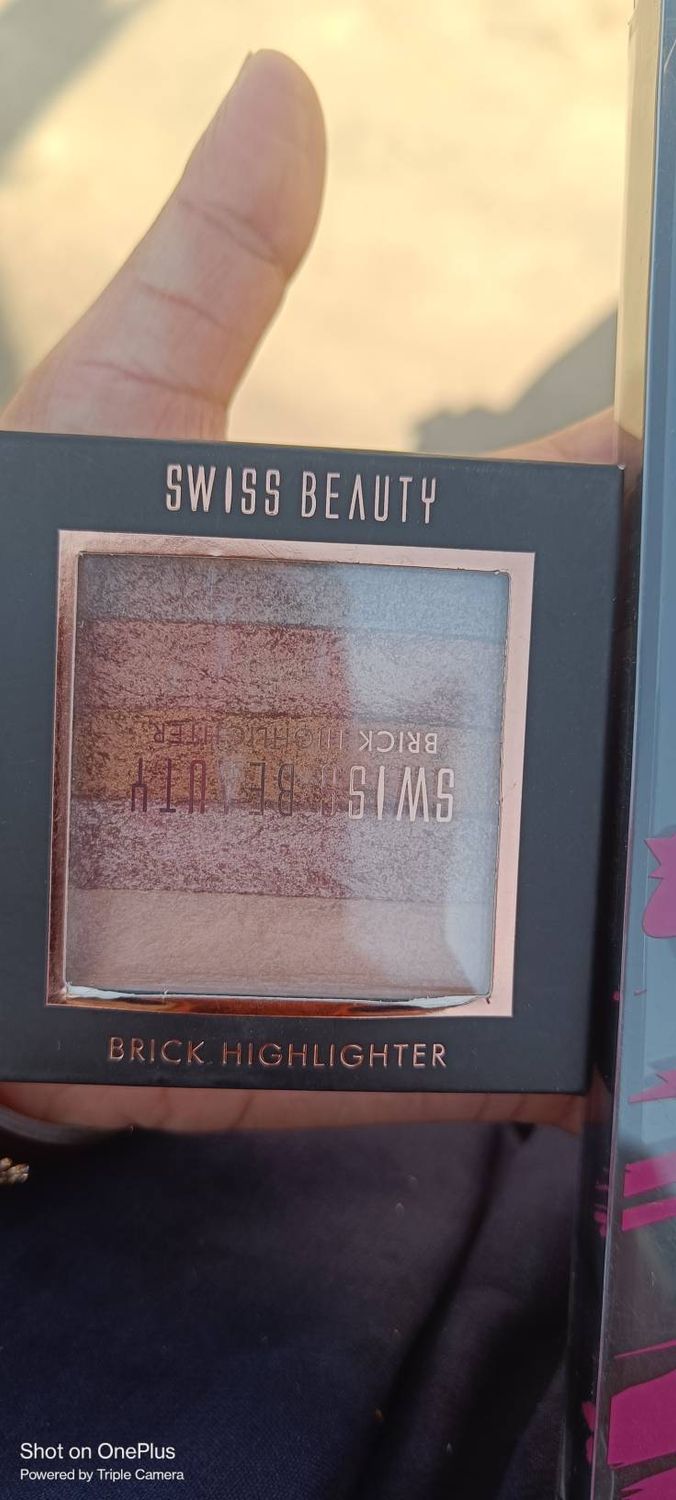 SWISS BEAUTY
BRICK HIGHLIGHTER
SWISS BEAUTY
BRICK HIGHLIGHTER
Shot on OnePlus
Powered by Triple Camera